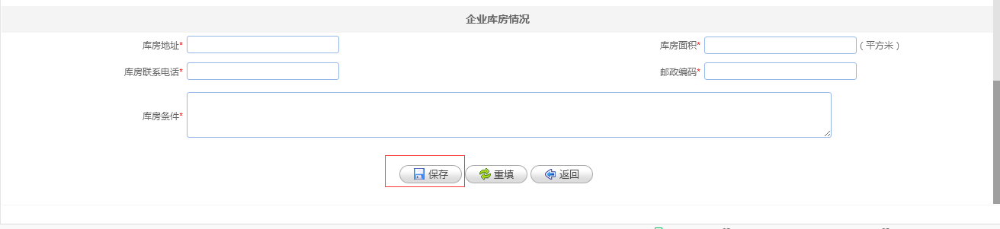 企业库房情况
库房地址* 库房面积* （平方米）
库房联系电话* 邮政编码*
库房条件*
保存 重填 返回